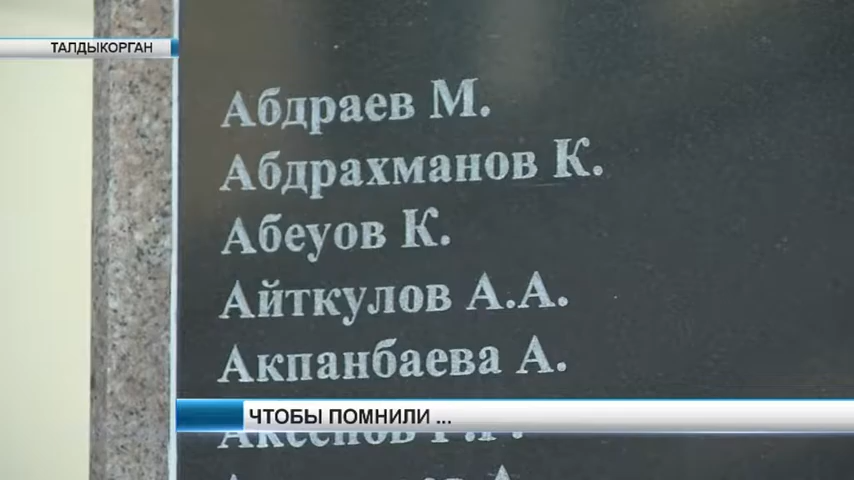 ТАЛДЫКОРГАН
Абдраев М.
Абдрахманов К.
Абеуов К.
Айткулов А.А.
Акпанбаева А.
ЧТОБЫ ПОМНИЛИ ...